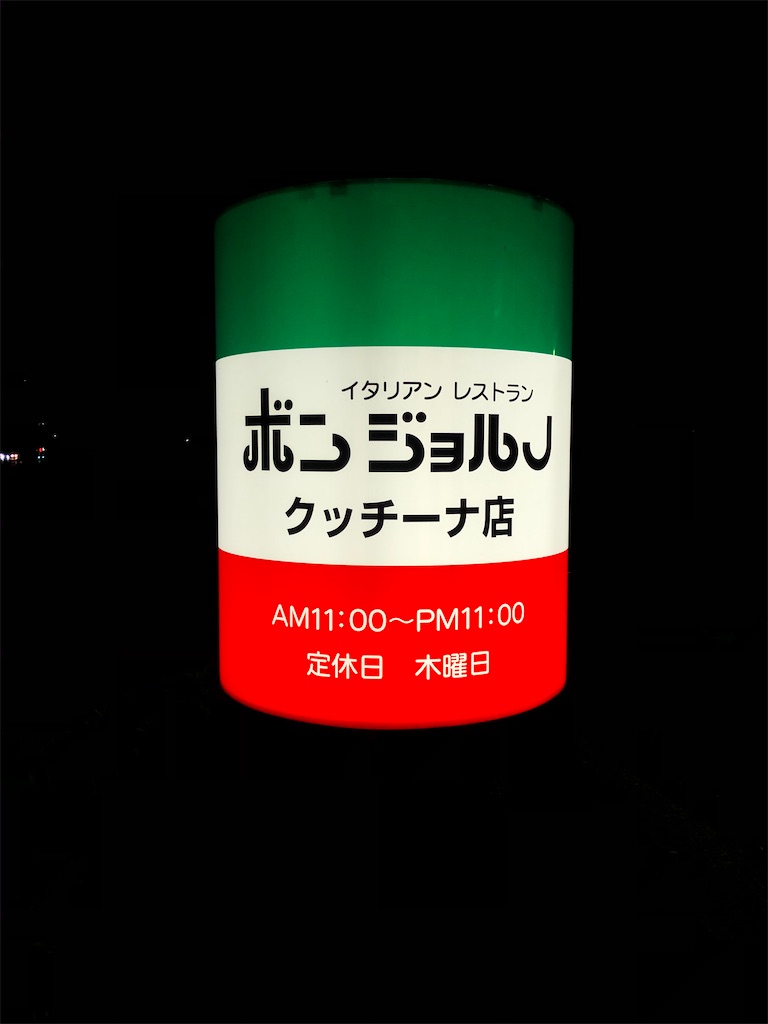 イタリアン レストラン
ボンジョルノ
クッチーナ店
AM11:00〜PM11:00
定休日　木曜日